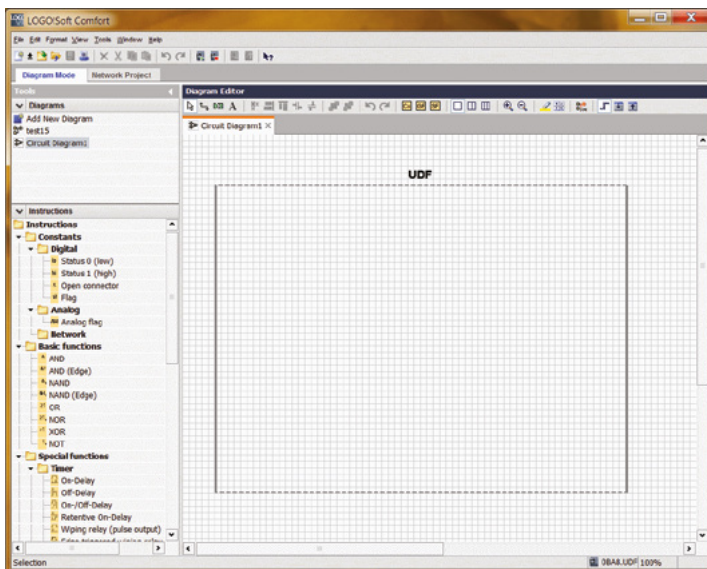 LOGO!Soft Comfort
File Edit Format View Tools Window Help
Diagram Mode Network Project
Tools
Diagrams
Add New Diagram
test15
Circuit Diagram1
Instructions
Instructions
Constants
Digital
Status 0 (low)
Status 1 (high)
Open connector
Flag
Analog
Analog flag
Network
Basic functions
AND
AND (Edge)
NAND
NAND (Edge)
OR
NOR
XOR
NOT
Special functions
Timer
On-Delay
Off-Delay
On-/Off-Delay
Retentive On-Delay
Wiping relay (pulse output)
Selection
Diagram Editor
A
Circuit Diagram1
UDF
0BA8.UDF 100%